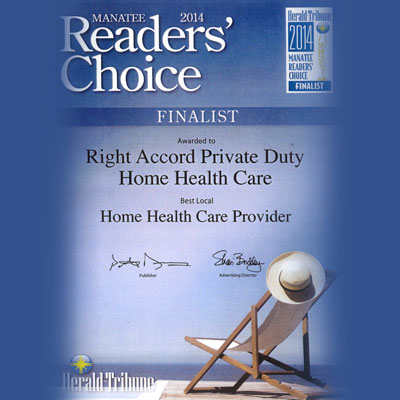 MANATEE 2014
Readers'
Choice
Herald Tribune
2014
MANATEE
READERS'
CHOICE
FINALIST
FINALIST
Awarded to
Right Accord Private Duty
Home Health Care
Best Local
Home Health Care Provider
Publisher
Advertising Director
Herald Tribune